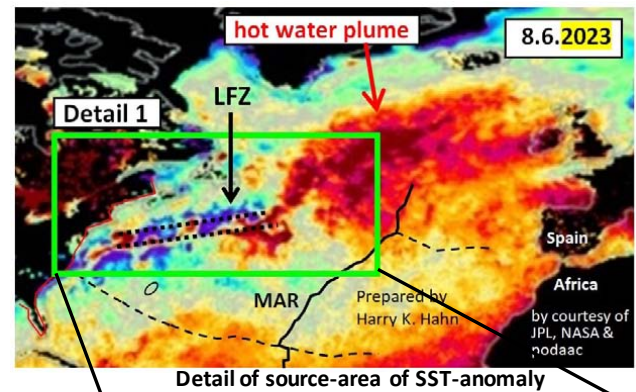 hot water plume
8.6.2023
LFZ
Detail 1
Spain
Africa
MAR
Prepared by
Harry K. Hahn
by courtesy of
JPL, NASA &
podaac
Detail of source-area of SST-anomaly